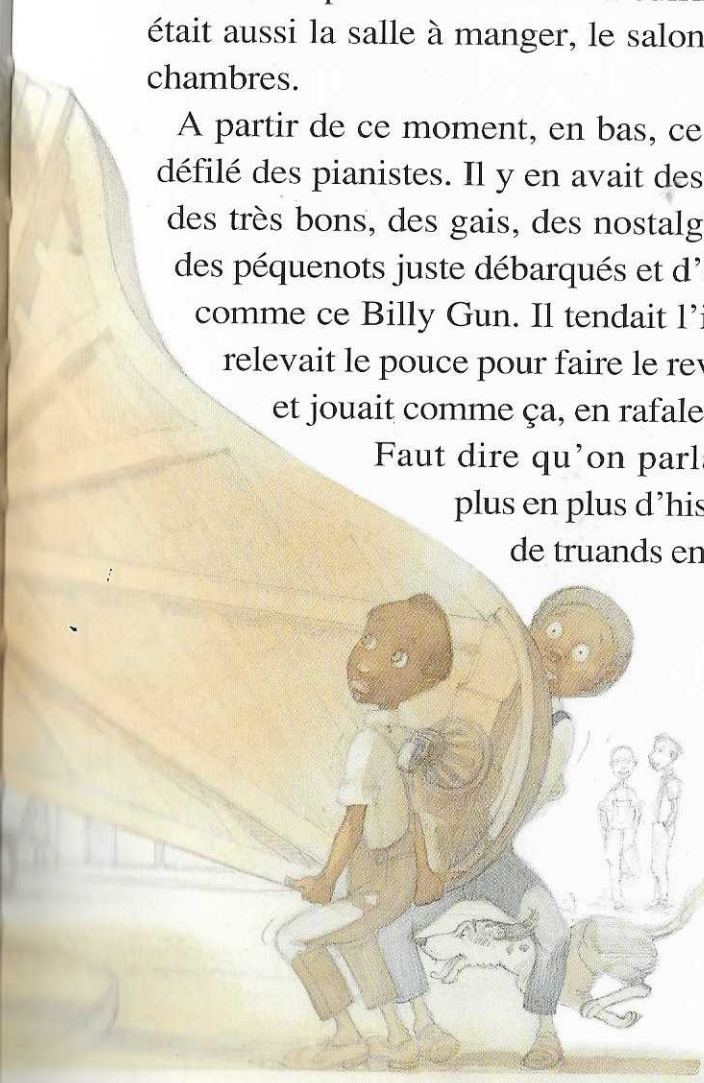 était aussi la salle à manger, le salon
chambres.
A partir de ce moment, en bas, ce
défilé des pianistes. Il y en avait des
des très bons, des gais, des nostalg
des péquenots juste débarqués et d'
comme ce Billy Gun. Il tendait l'i
relevait le pouce pour faire le rev
et jouait comme ça, en rafale
Faut dire qu'on parla
plus en plus d'his
de truands en